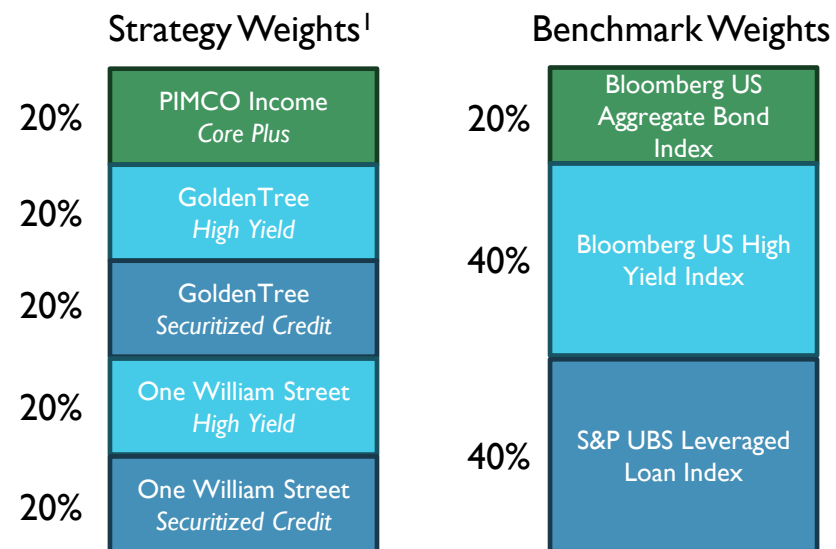 Strategy Weights¹
20%
PIMCO Income
Core Plus
20%
GoldenTree
High Yield
20%
GoldenTree
Securitized Credit
20%
One William Street
High Yield
20%
One William Street
Securitized Credit
Benchmark Weights
20%
Bloomberg US
Aggregate Bond
Index
40%
Bloomberg US High
Yield Index
40%
S&P UBS Leveraged
Loan Index